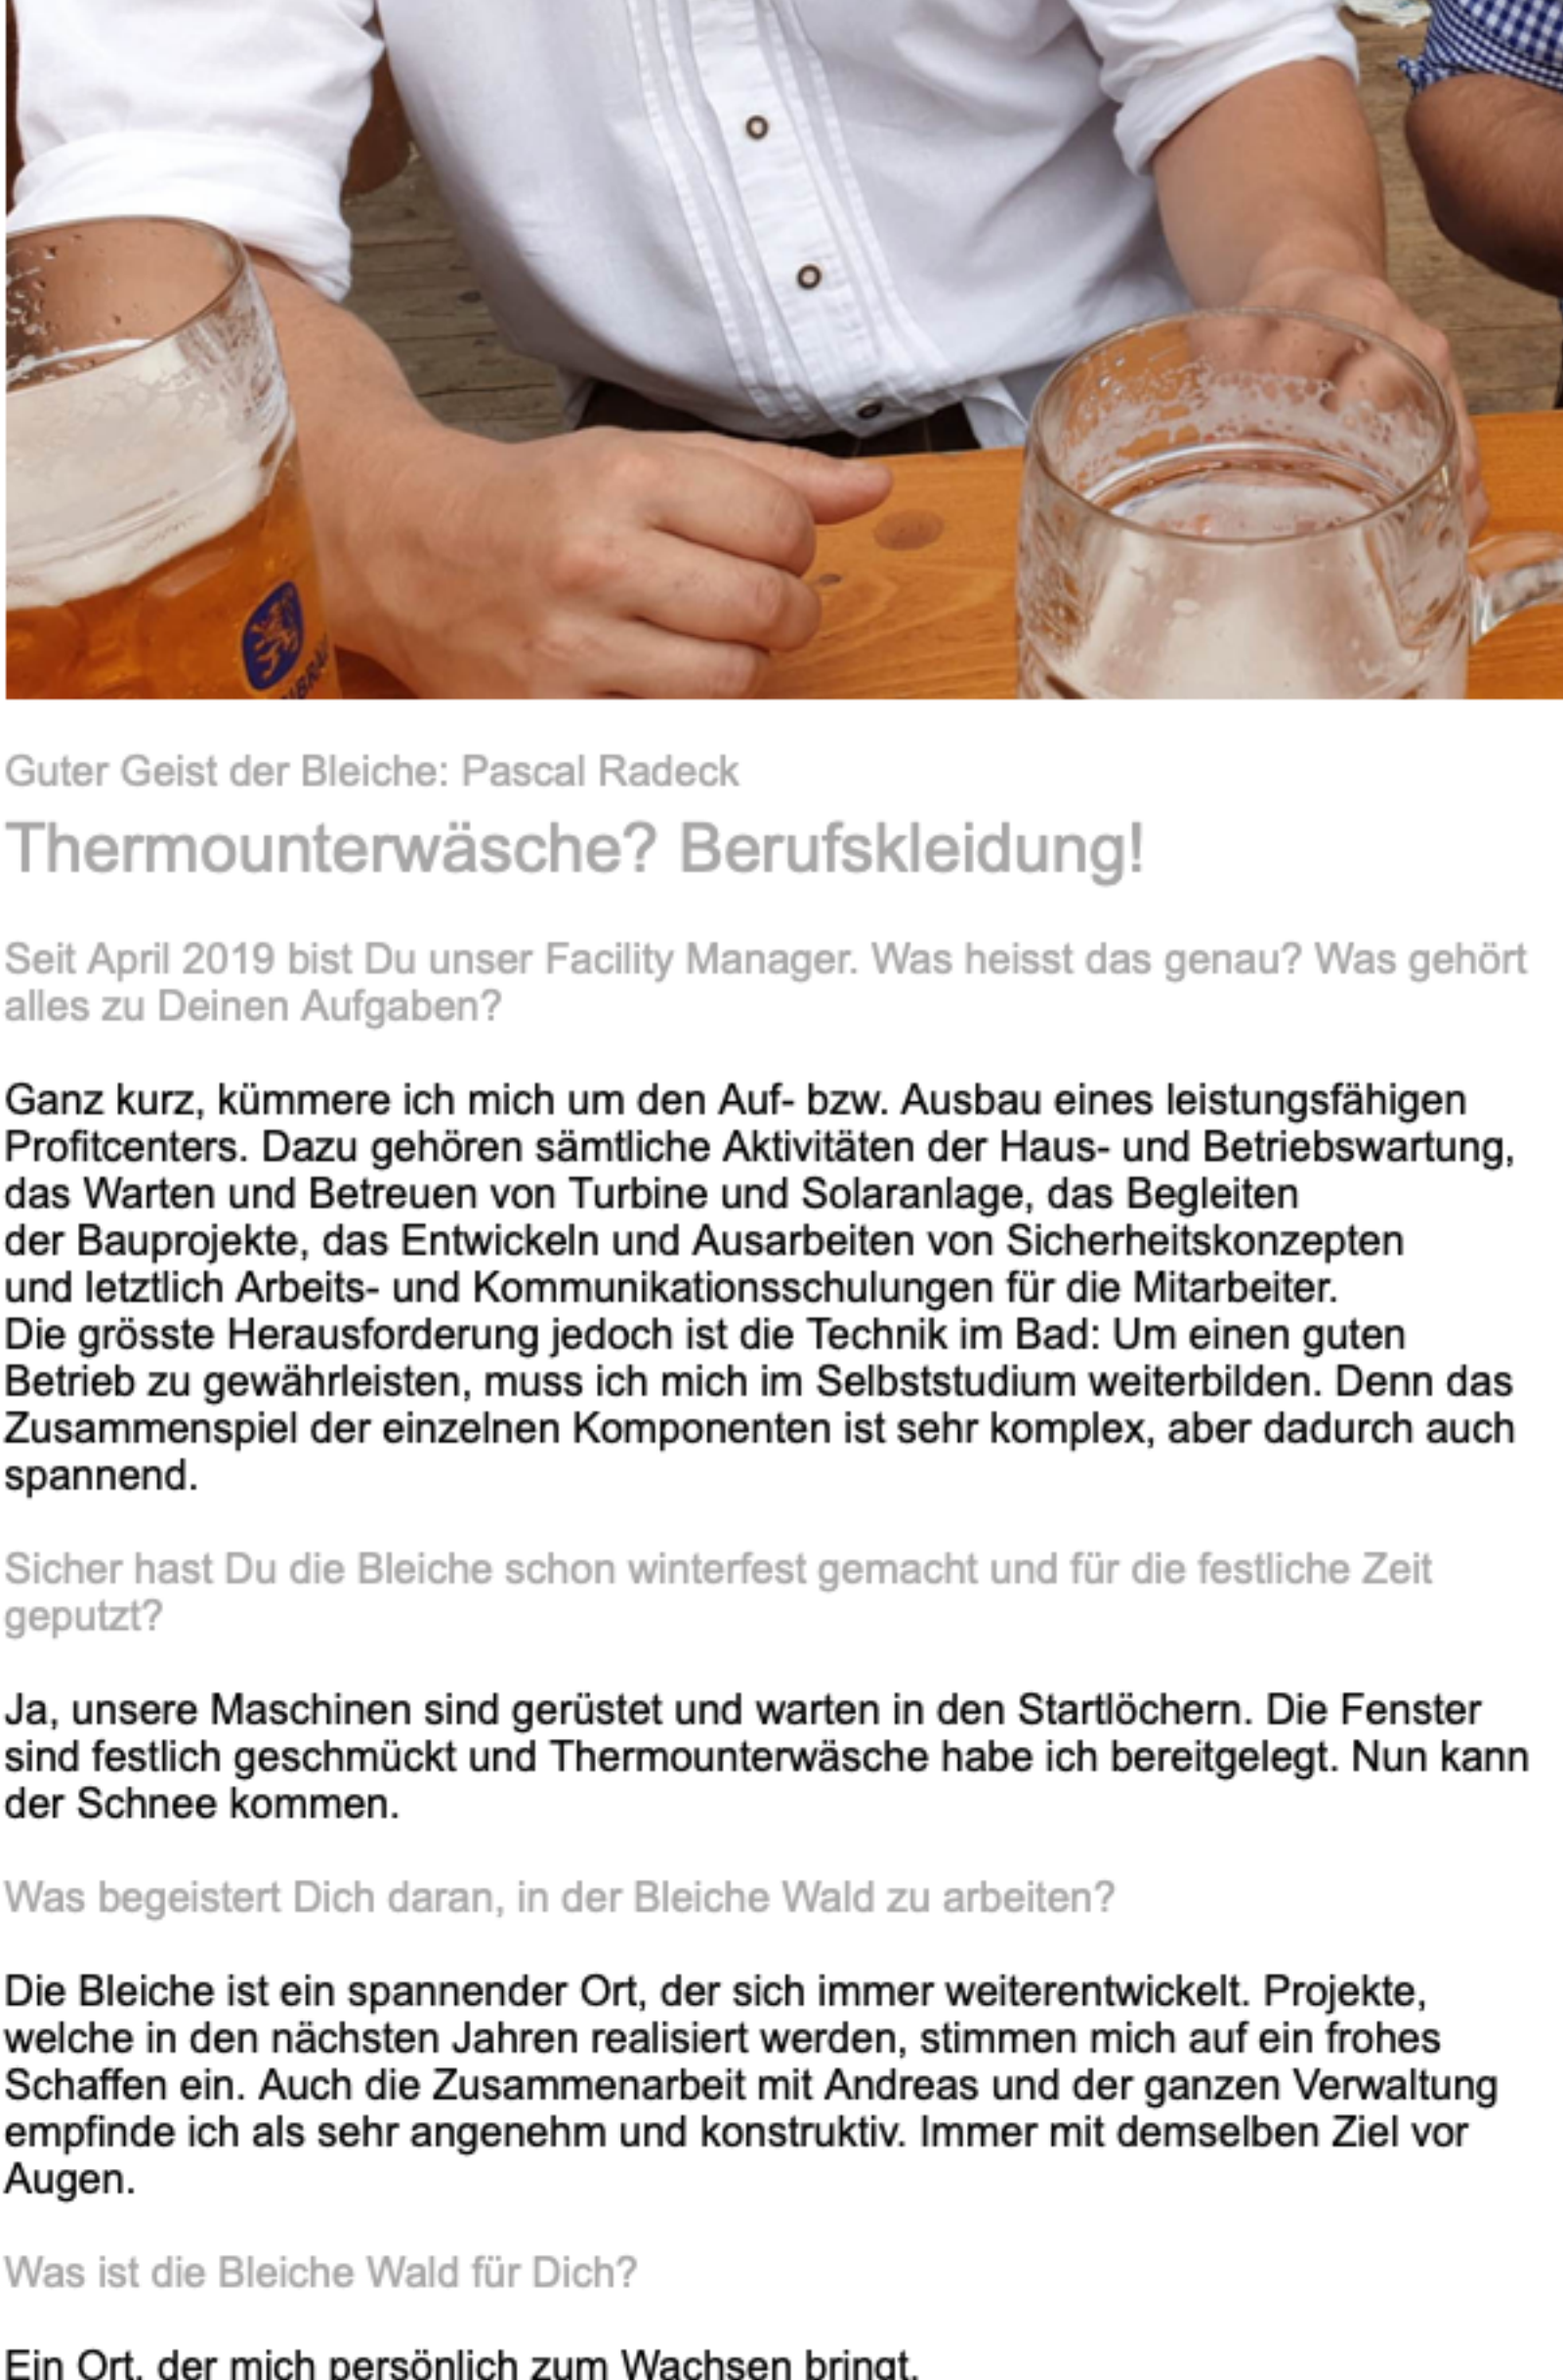 Guter Geist der Bleiche: Pascal Radeck
Thermounterwäsche? Berufskleidung!
Seit April 2019 bist Du unser Facility Manager. Was heisst das genau? Was gehört
alles zu Deinen Aufgaben?
Ganz kurz, kümmere ich mich um den Auf- bzw. Ausbau eines leistungsfähigen
Profitcenters. Dazu gehören sämtliche Aktivitäten der Haus- und Betriebswartung,
das Warten und Betreuen von Turbine und Solaranlage, das Begleiten
der Bauprojekte, das Entwickeln und Ausarbeiten von Sicherheitskonzepten
und letztlich Arbeits- und Kommunikationsschulungen für die Mitarbeiter.
Die grösste Herausforderung jedoch ist die Technik im Bad: Um einen guten
Betrieb zu gewährleisten, muss ich mich im Selbststudium weiterbilden. Denn das
Zusammenspiel der einzelnen Komponenten ist sehr komplex, aber dadurch auch
spannend.
Sicher hast Du die Bleiche schon winterfest gemacht und für die festliche Zeit
geputzt?
Ja, unsere Maschinen sind gerüstet und warten in den Startlöchern. Die Fenster
sind festlich geschmückt und Thermounterwäsche habe ich bereitgelegt. Nun kann
der Schnee kommen.
Was begeistert Dich daran, in der Bleiche Wald zu arbeiten?
Die Bleiche ist ein spannender Ort, der sich immer weiterentwickelt. Projekte,
welche in den nächsten Jahren realisiert werden, stimmen mich auf ein frohes
Schaffen ein. Auch die Zusammenarbeit mit Andreas und der ganzen Verwaltung
empfinde ich als sehr angenehm und konstruktiv. Immer mit demselben Ziel vor
Augen.
Was ist die Bleiche Wald für Dich?
Ein Ort, der mich persönlich zum Wachsen bringt.